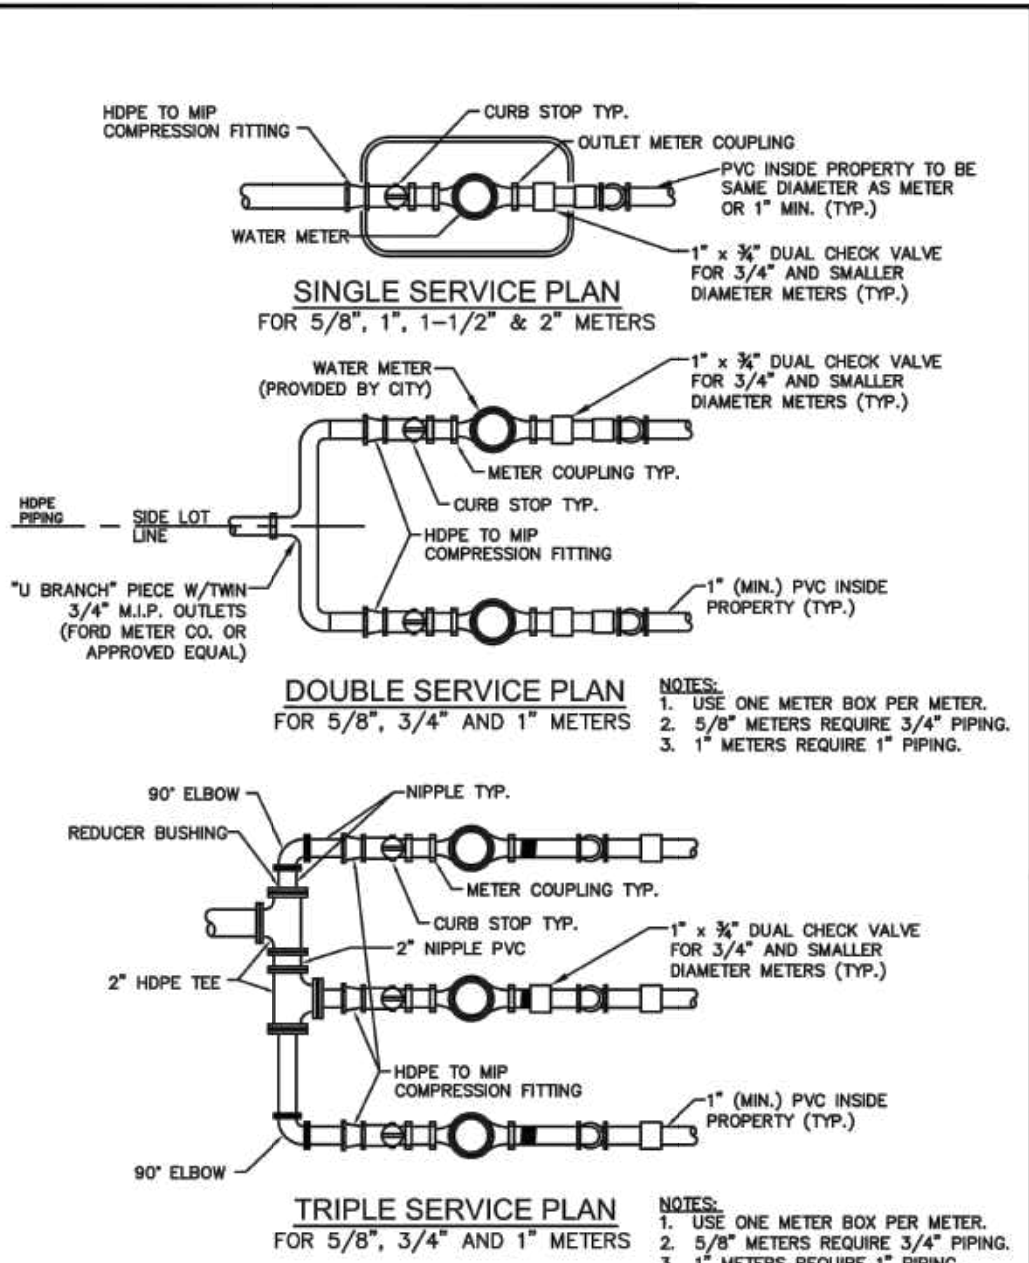 HDPE TO MIP
COMPRESSION FITTING
CURB STOP TYP.
OUTLET METER COUPLING
PVC INSIDE PROPERTY TO BE
SAME DIAMETER AS METER
OR 1" MIN. (TYP.)
WATER METER
1" x ¾" DUAL CHECK VALVE
FOR 3/4" AND SMALLER
DIAMETER METERS (TYP.)
SINGLE SERVICE PLAN
FOR 5/8", 1", 1-1/2" & 2" METERS
WATER METER
(PROVIDED BY CITY)
1" x ¾" DUAL CHECK VALVE
FOR 3/4" AND SMALLER
DIAMETER METERS (TYP.)
METER COUPLING TYP.
CURB STOP TYP.
HDPE
PIPING
SIDE LOT
LINE
HDPE TO MIP
COMPRESSION FITTING
"U BRANCH" PIECE W/TWIN
3/4" M.I.P. OUTLETS
(FORD METER CO. OR
APPROVED EQUAL)
1" (MIN.) PVC INSIDE
PROPERTY (TYP.)
DOUBLE SERVICE PLAN
FOR 5/8", 3/4" AND 1" METERS
NOTES:
1. USE ONE METER BOX PER METER.
2. 5/8" METERS REQUIRE 3/4" PIPING.
3. 1" METERS REQUIRE 1" PIPING.
90° ELBOW
NIPPLE TYP.
REDUCER BUSHING
METER COUPLING TYP.
CURB STOP TYP.
2" NIPPLE PVC
1" x ¾" DUAL CHECK VALVE
FOR 3/4" AND SMALLER
DIAMETER METERS (TYP.)
2" HDPE TEE
HDPE TO MIP
COMPRESSION FITTING
1" (MIN.) PVC INSIDE
PROPERTY (TYP.)
90° ELBOW
TRIPLE SERVICE PLAN
FOR 5/8", 3/4" AND 1" METERS
NOTES:
1. USE ONE METER BOX PER METER.
2. 5/8" METERS REQUIRE 3/4" PIPING.
3. 1" METERS REQUIRE 1" PIPING.